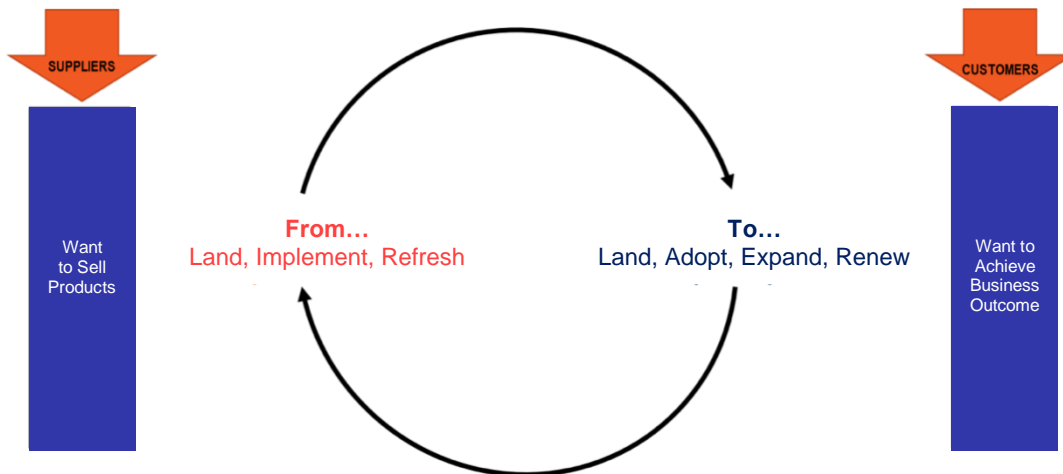 SUPPLIERS
CUSTOMERS
Want
to Sell
Products
From…
Land, Implement, Refresh
To…
Land, Adopt, Expand, Renew
Want to
Achieve
Business
Outcome